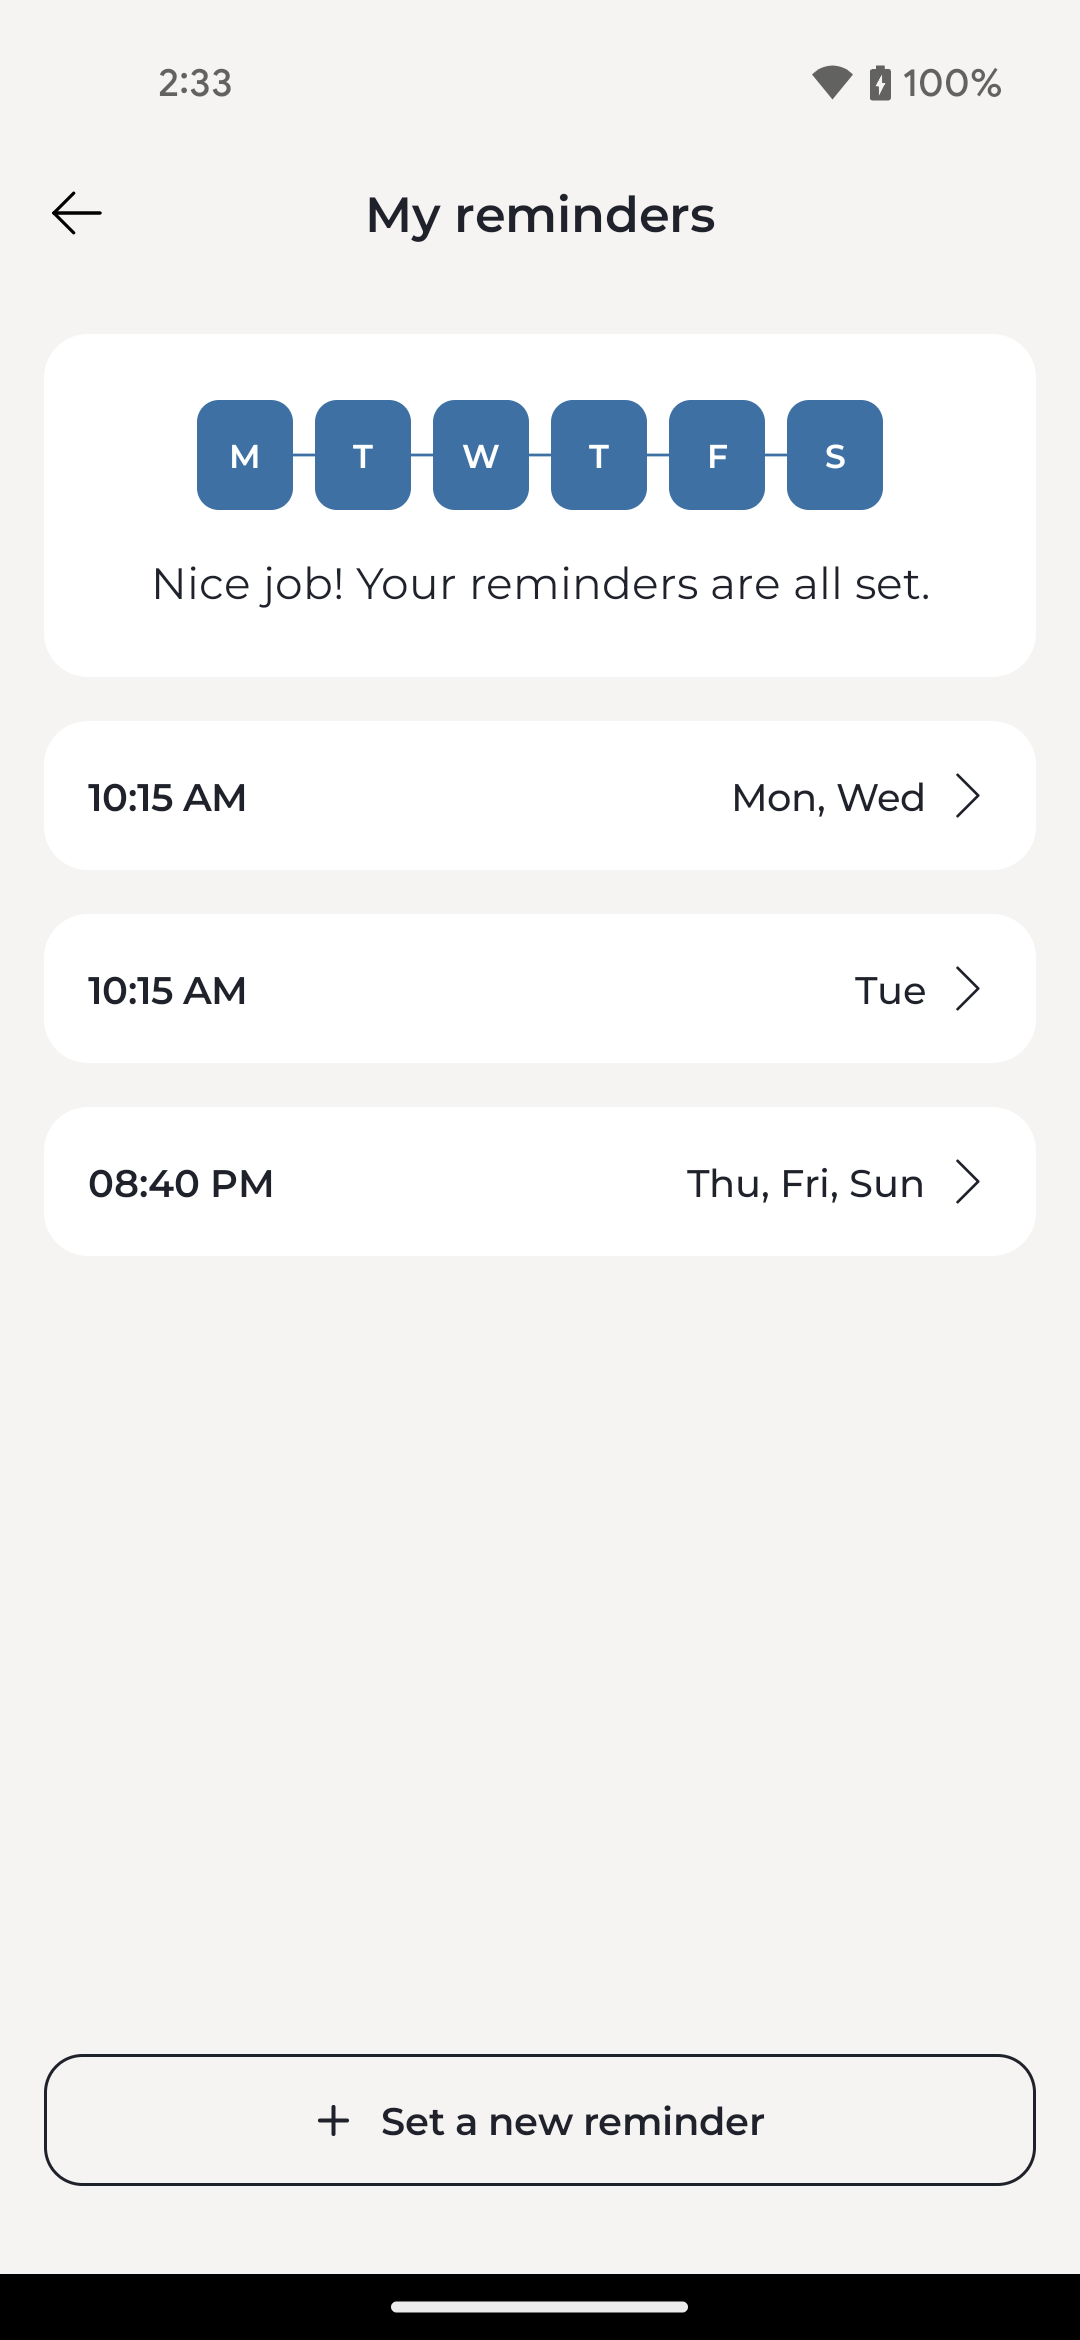 2:33 100%
My reminders
M T W T F S
Nice job! Your reminders are all set.
10:15 AM Mon, Wed
10:15 AM Tue
08:40 PM Thu, Fri, Sun
+ Set a new reminder